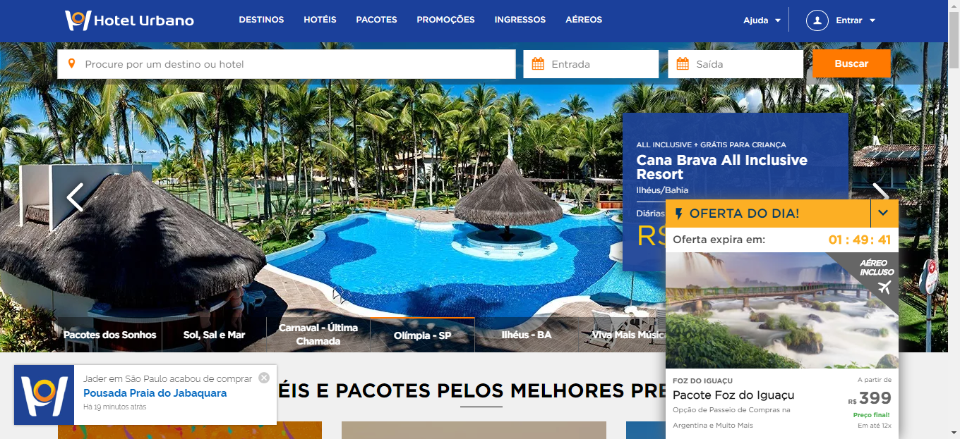 Hotel Urbano
DESTINOS HOTÉIS PACOTES PROMOÇÕES INGRESSOS AÉREOS
Ajuda Entrar
Procure por um destino ou hotel
Entrada
Saída
Buscar
ALL INCLUSIVE + GRÁTIS PARA CRIANÇA
Cana Brava All Inclusive
Resort
Ilhéus/Bahia
Diárias
R$
OFERTA DO DIA!
Oferta expira em: 01 : 49 : 41
AÉREO
INCLUSO
FOZ DO IGUAÇU
Pacote Foz do Iguaçu
Opção de Passeio de Compras na
Argentina e Muito Mais
A partir de
R$ 399
Preço final!
Em até 12x
Pacotes dos Sonhos
Sol, Sal e Mar
Carnaval - Última
Chamada
Olímpia - SP
Ilhéus - BA
Viva Mais Músic
Jader em São Paulo acabou de comprar
Pousada Praia do Jabaquara
Há 19 minutos atrás
ÉIS E PACOTES PELOS MELHORES PRE